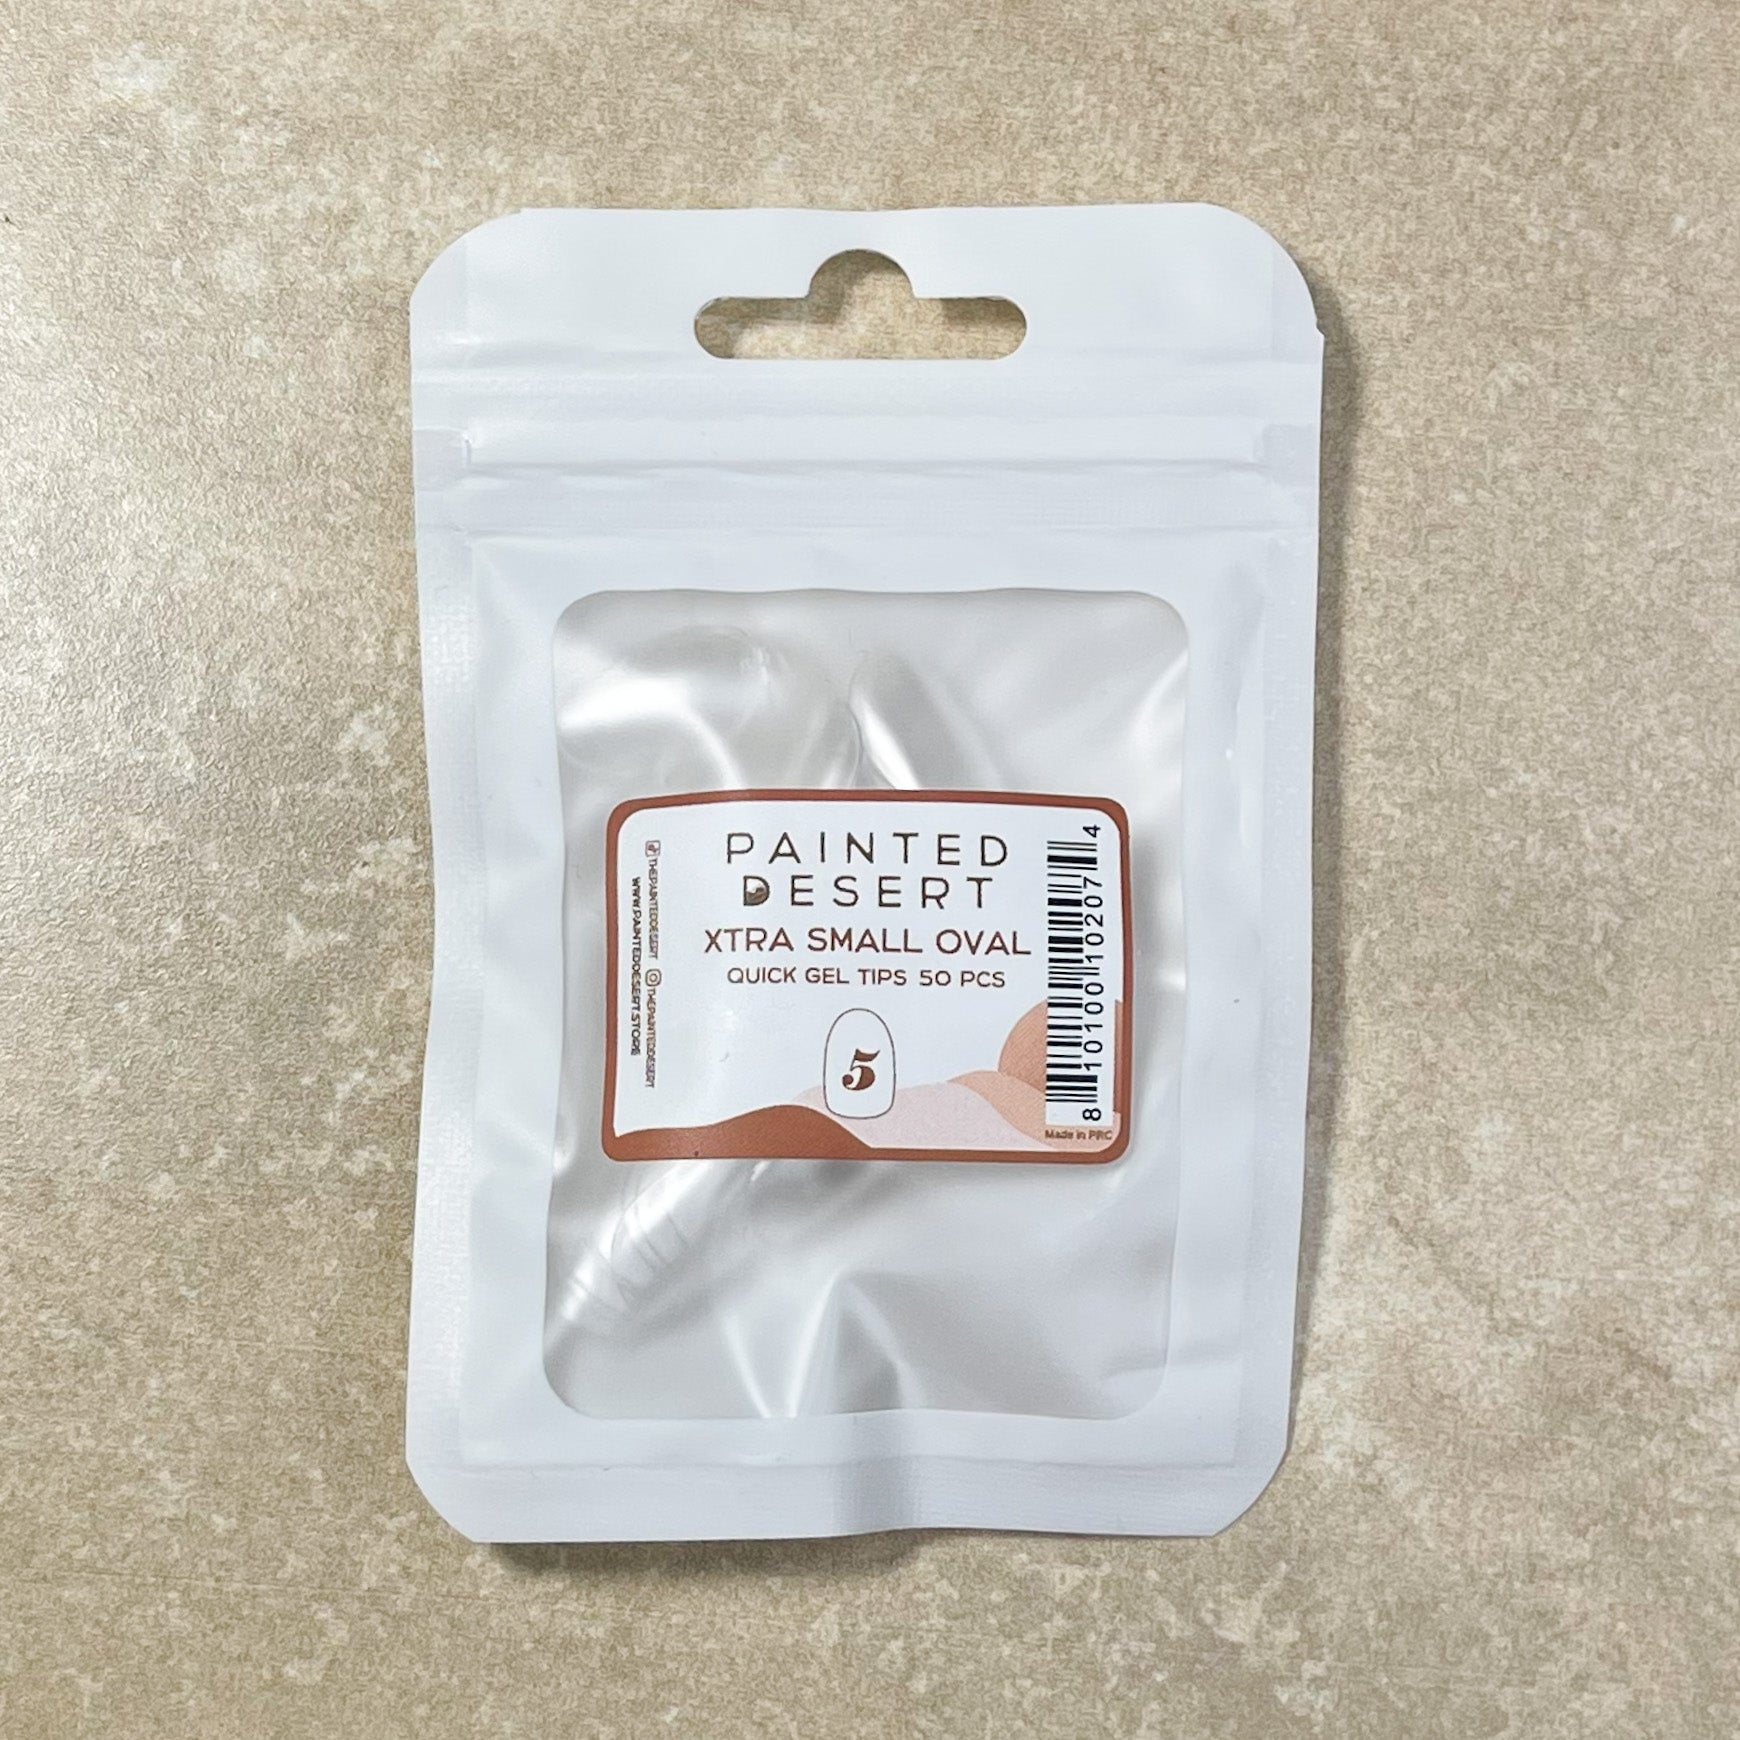 PAINTED
DESERT
XTRA SMALL OVAL
QUICK GEL TIPS 50 PCS
5
THEPAINTEDDESERT THEPAINTEDDESERT
WWW.PAINTEDDESERT.STORE
8 10100 10207 4
Made in PRC